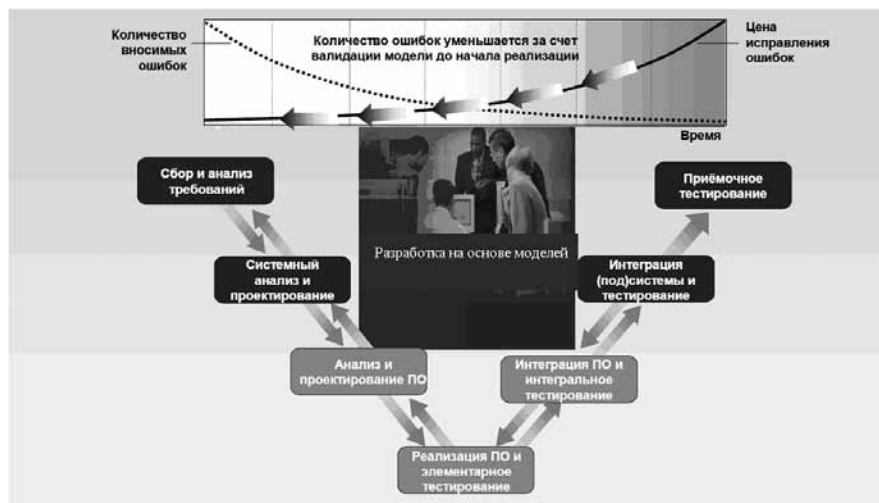 Количество
вносимых
ошибок
Количество ошибок уменьшается за счет
валидации модели до начала реализации
Цена
исправления
ошибок
Время
Сбор и анализ
требований
Приёмочное
тестирование
Разработка на основе моделей
Системный
анализ и
проектирование
Интеграция
(под)системы и
тестирование
Анализ и
проектирование ПО
Интеграция ПО и
интегральное
тестирование
Реализация ПО и
элементарное
тестирование